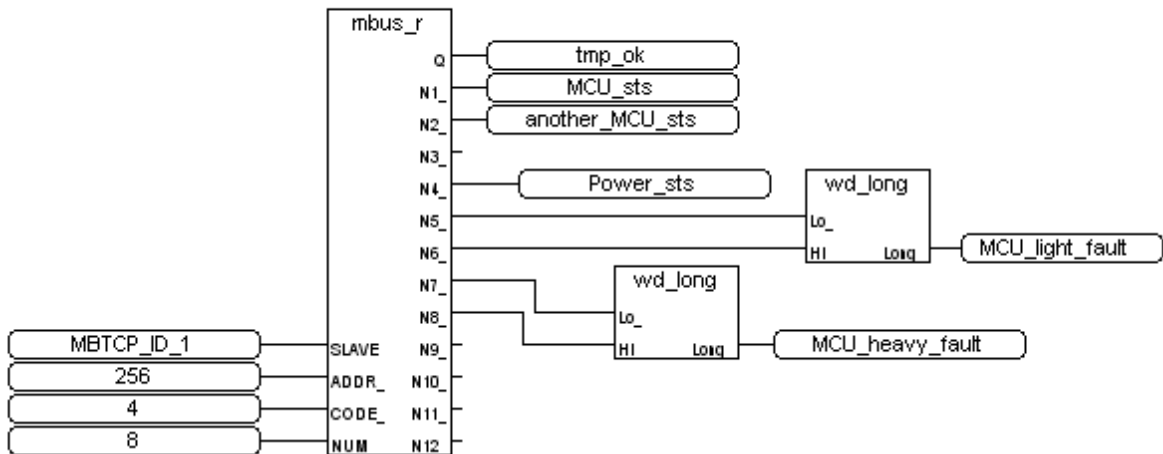 mbus_r
Q tmp_ok
N1_ MCU_sts
N2_ another_MCU_sts
N3_
N4_ Power_sts wd_long
N5_ Lo_
N6_ HI Long MCU_light_fault
N7_ wd_long
N8_ Lo_
MBTCP_ID_1 SLAVE N9_ HI Long MCU_heavy_fault
256 ADDR_ N10_
4 CODE_ N11_
8 NUM N12